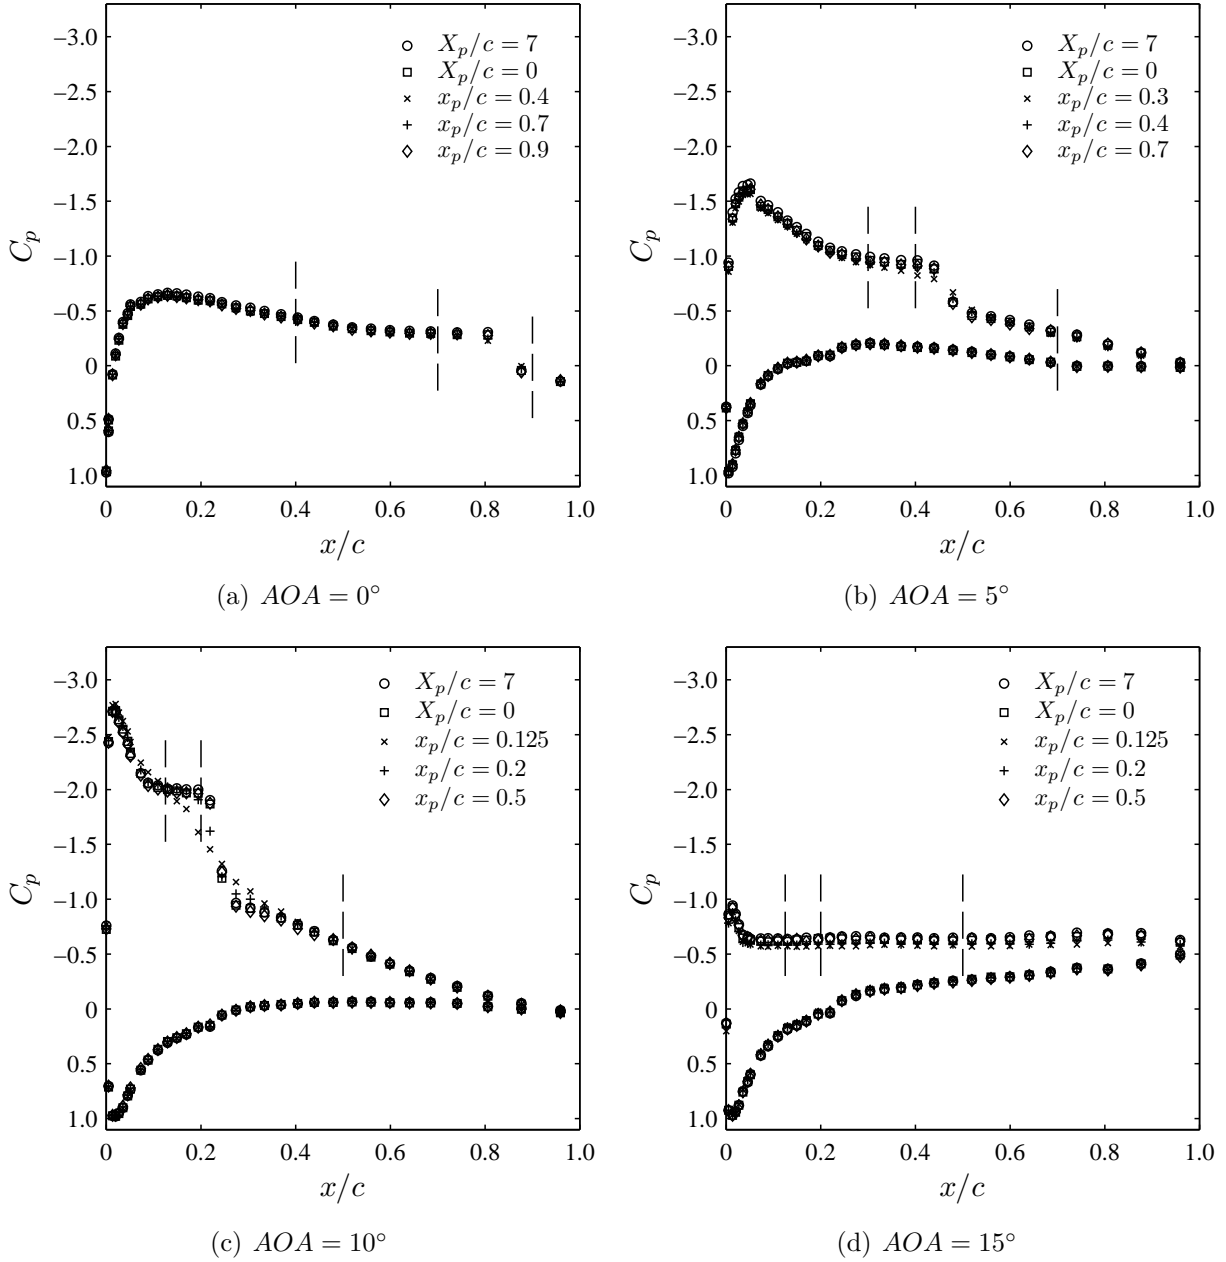 −3.0
−2.5
−2.0
−1.5
−1.0
−0.5
0
0.5
1.0
C_p
X_p/c = 7
X_p/c = 0
x_p/c = 0.4
x_p/c = 0.7
x_p/c = 0.9
0 0.2 0.4 0.6 0.8 1.0
x/c
(a) AOA = 0°
−3.0
−2.5
−2.0
−1.5
−1.0
−0.5
0
0.5
1.0
C_p
X_p/c = 7
X_p/c = 0
x_p/c = 0.3
x_p/c = 0.4
x_p/c = 0.7
0 0.2 0.4 0.6 0.8 1.0
x/c
(b) AOA = 5°
−3.0
−2.5
−2.0
−1.5
−1.0
−0.5
0
0.5
1.0
C_p
X_p/c = 7
X_p/c = 0
x_p/c = 0.125
x_p/c = 0.2
x_p/c = 0.5
0 0.2 0.4 0.6 0.8 1.0
x/c
(c) AOA = 10°
−3.0
−2.5
−2.0
−1.5
−1.0
−0.5
0
0.5
1.0
C_p
X_p/c = 7
X_p/c = 0
x_p/c = 0.125
x_p/c = 0.2
x_p/c = 0.5
0 0.2 0.4 0.6 0.8 1.0
x/c
(d) AOA = 15°